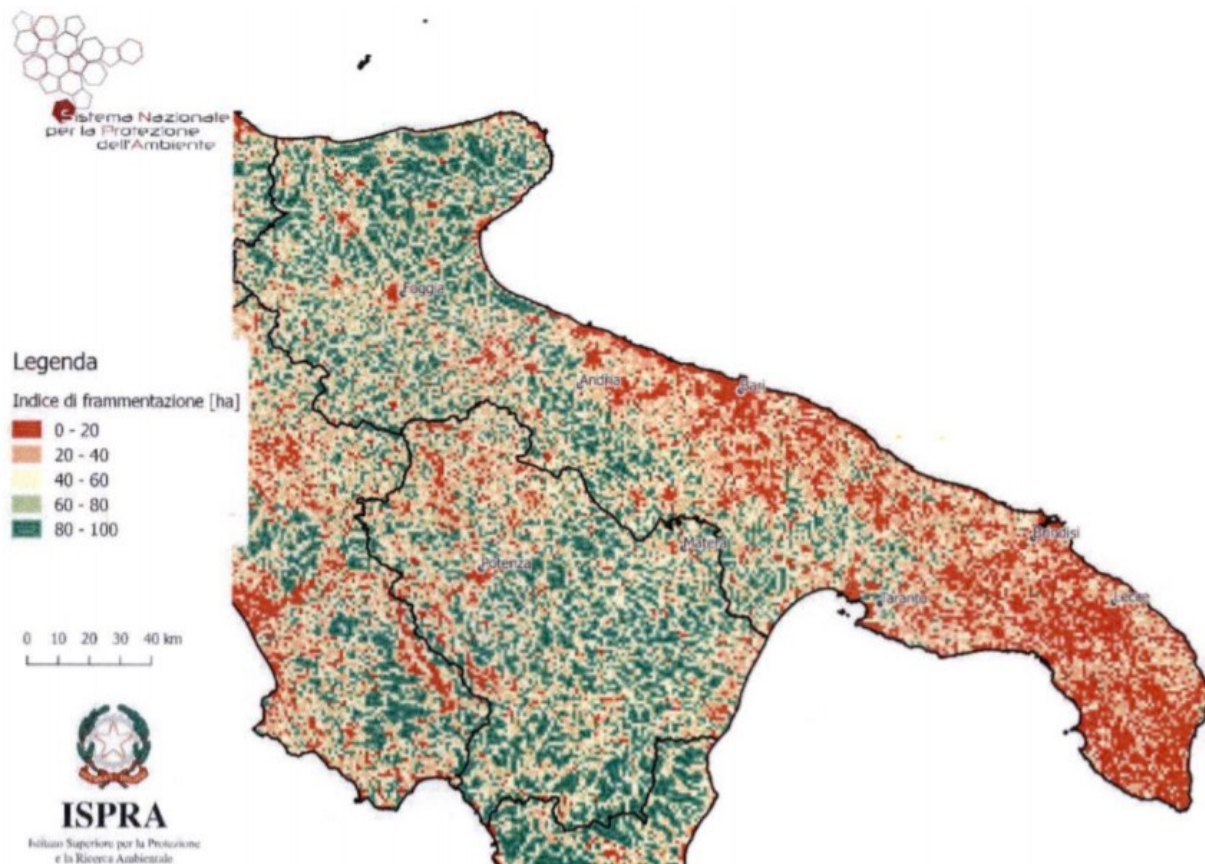 Sistema Nazionale
per la Protezione
dell'Ambiente
Foggia
Andria
Bari
Legenda
Indice di frammentazione [ha]
0 - 20
20 - 40
40 - 60
60 - 80
80 - 100
Matera
Potenza
Brindisi
Taranto
Lecce
0 10 20 30 40 km
ISPRA
Istituto Superiore per la Protezione
e la Ricerca Ambientale